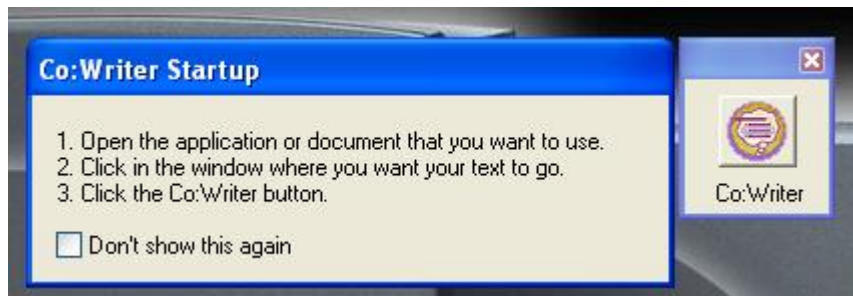 Co:Writer Startup
1. Open the application or document that you want to use.
2. Click in the window where you want your text to go.
3. Click the Co:Writer button.
Don't show this again
Co:Writer